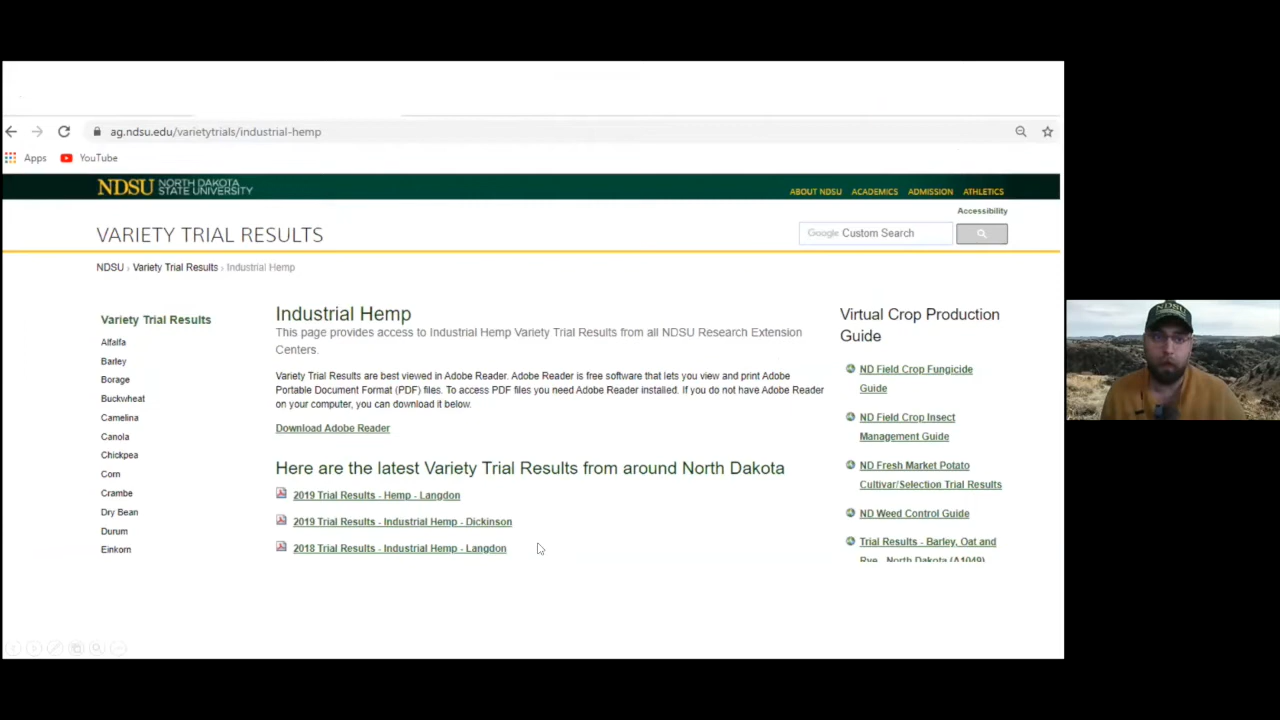 ag.ndsu.edu/varietytrials/industrial-hemp
Apps YouTube
NDSU NORTH DAKOTA
STATE UNIVERSITY
ABOUT NDSU ACADEMICS ADMISSION ATHLETICS
Accessibility
VARIETY TRIAL RESULTS
Google Custom Search
NDSU › Variety Trial Results › Industrial Hemp
Variety Trial Results
Alfalfa
Barley
Borage
Buckwheat
Camelina
Canola
Chickpea
Corn
Crambe
Dry Bean
Durum
Einkorn
Industrial Hemp
This page provides access to Industrial Hemp Variety Trial Results from all NDSU Research Extension
Centers.
Variety Trial Results are best viewed in Adobe Reader. Adobe Reader is free software that lets you view and print Adobe
Portable Document Format (PDF) files. To access PDF files you need Adobe Reader installed. If you do not have Adobe Reader
on your computer, you can download it below.
Download Adobe Reader
Here are the latest Variety Trial Results from around North Dakota
2019 Trial Results - Hemp - Langdon
2019 Trial Results - Industrial Hemp - Dickinson
2018 Trial Results - Industrial Hemp - Langdon
Virtual Crop Production
Guide
ND Field Crop Fungicide
Guide
ND Field Crop Insect
Management Guide
ND Fresh Market Potato
Cultivar/Selection Trial Results
ND Weed Control Guide
Trial Results - Barley, Oat and
Rye - North Dakota (A1049)
NDSU